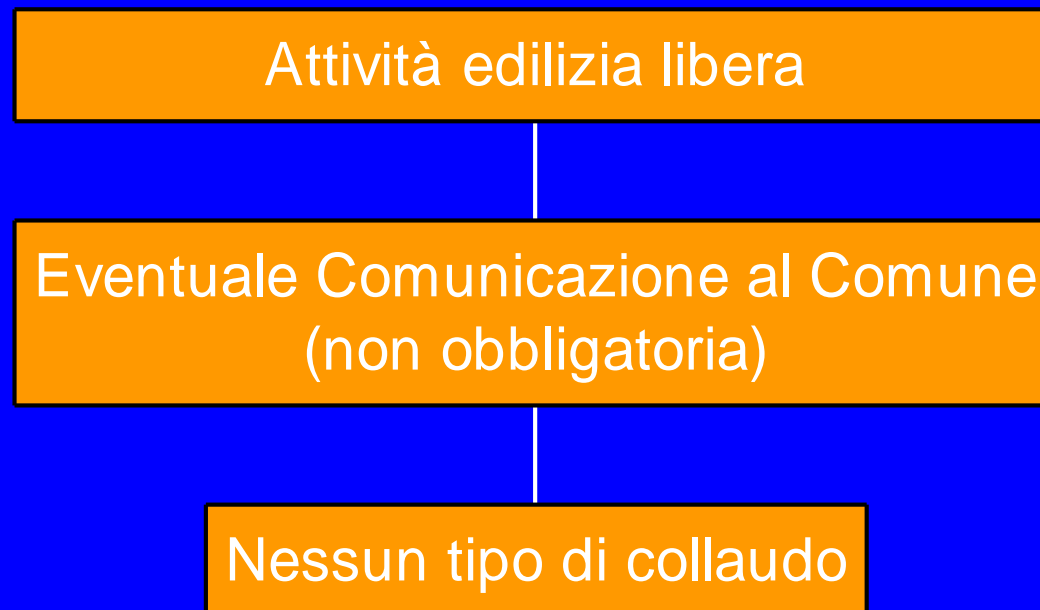 Attività edilizia libera
Eventuale Comunicazione al Comune
(non obbligatoria)
Nessun tipo di collaudo